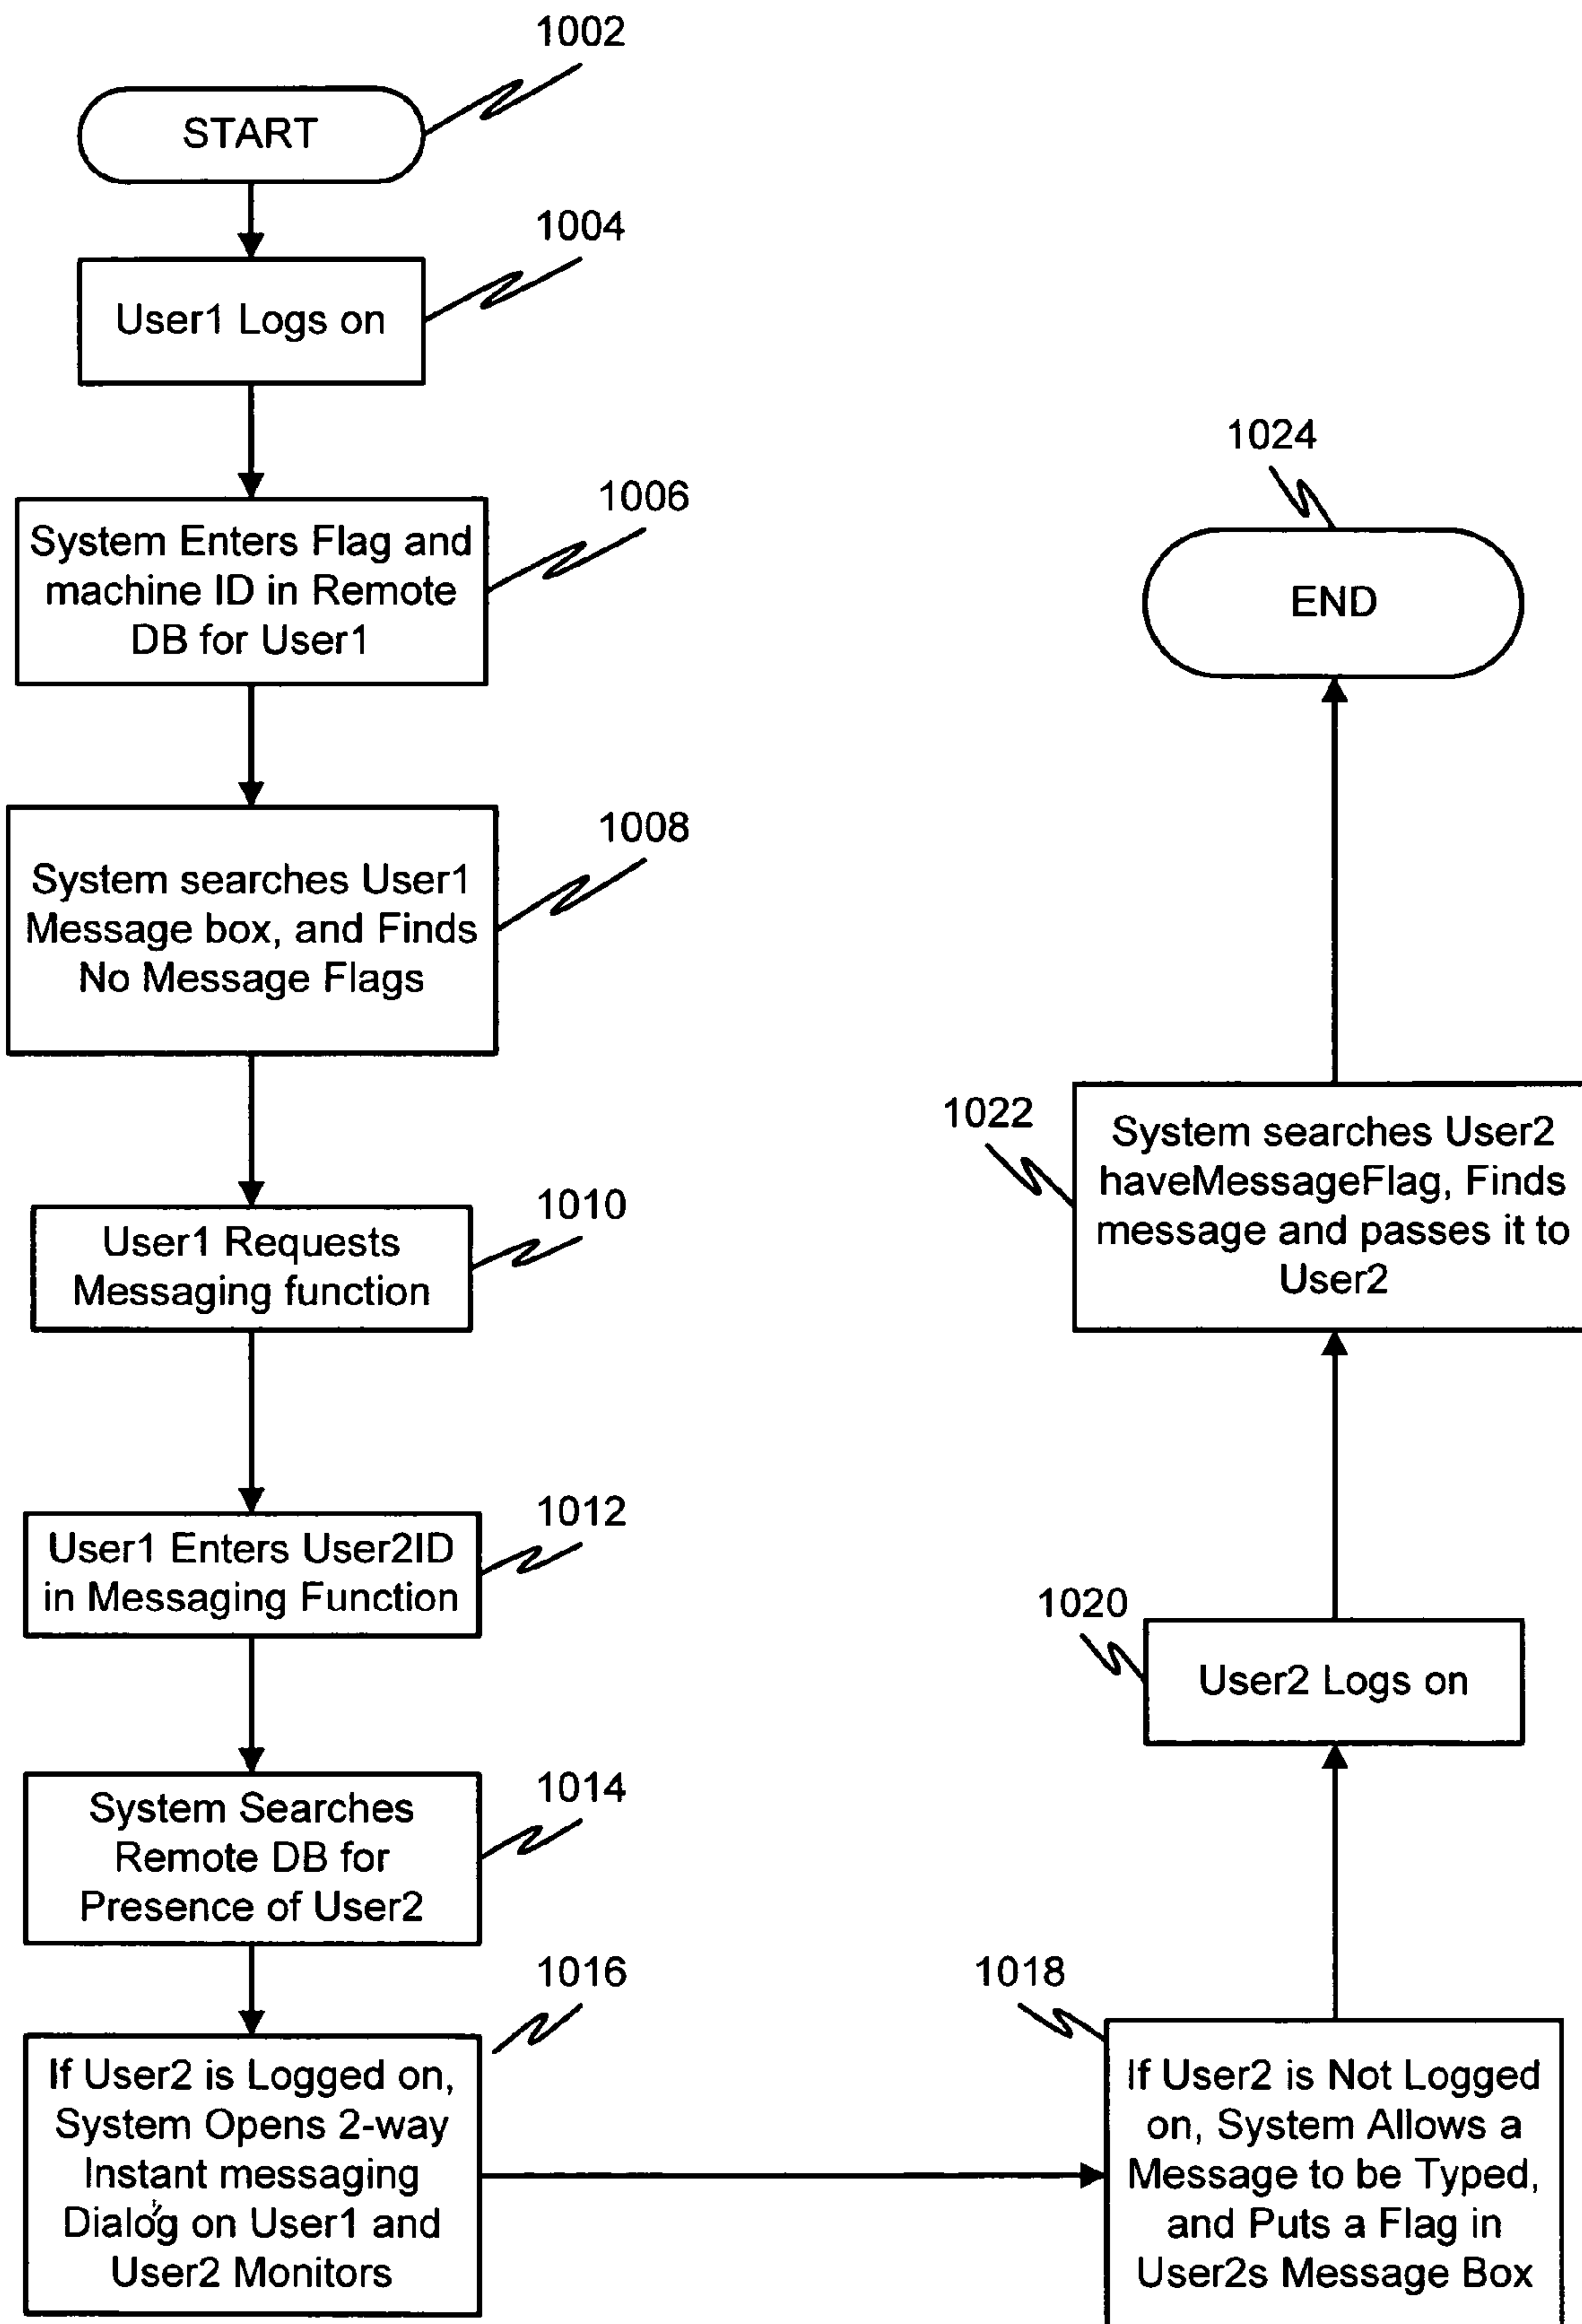 1002
START
1004
User1 Logs on
1006
System Enters Flag and
machine ID in Remote
DB for User1
1008
System searches User1
Message box, and Finds
No Message Flags
1010
User1 Requests
Messaging function
1012
User1 Enters User2ID
in Messaging Function
1014
System Searches
Remote DB for
Presence of User2
1016
If User2 is Logged on,
System Opens 2-way
Instant messaging
Dialog on User1 and
User2 Monitors
1018
If User2 is Not Logged
on, System Allows a
Message to be Typed,
and Puts a Flag in
User2s Message Box
1020
User2 Logs on
1022
System searches User2
haveMessageFlag, Finds
message and passes it to
User2
1024
END